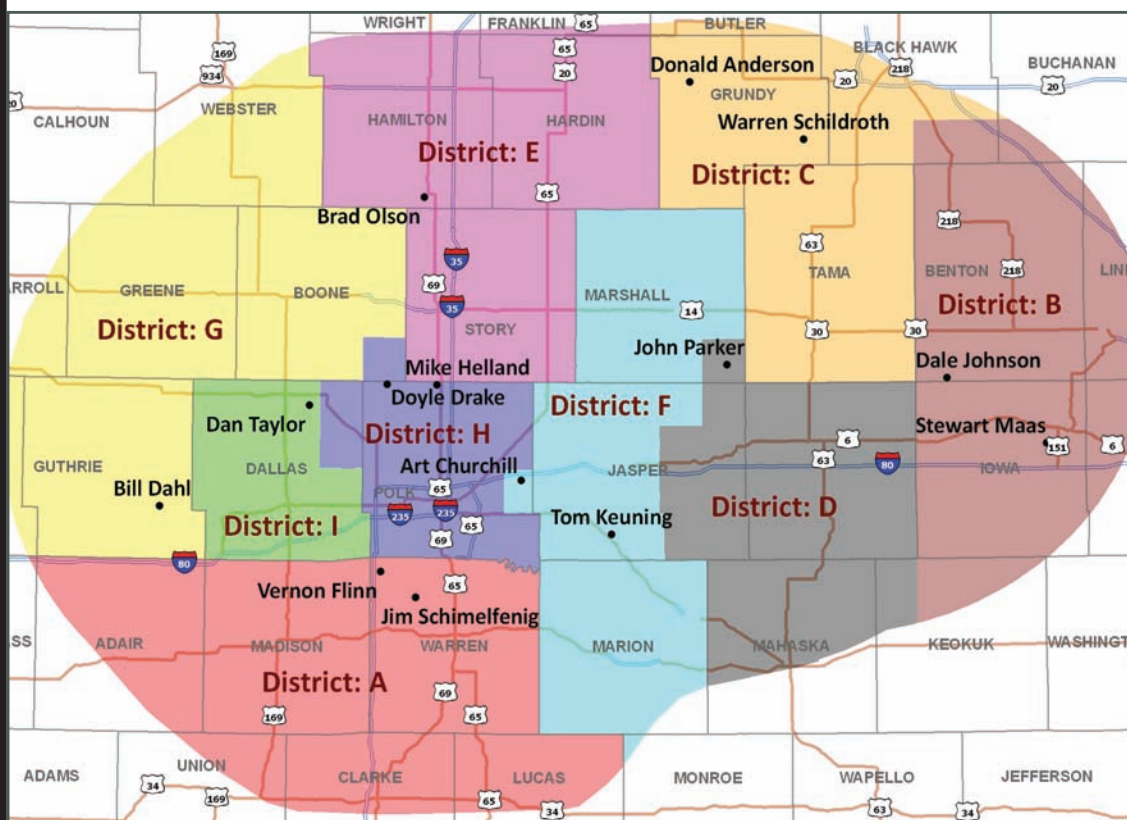 WRIGHT
FRANKLIN
65
BUTLER
169
65
BLACK HAWK
934
20
Donald Anderson
20
218
BUCHANAN
20
20
WEBSTER
GRUNDY
CALHOUN
HAMILTON
HARDIN
Warren Schildroth
District: E
District: C
65
Brad Olson
218
35
63
TAMA
BENTON
218
LIN
69
RROLL
GREENE
BOONE
MARSHALL
35
14
District: B
District: G
STORY
30
30
John Parker
Mike Helland
Dale Johnson
Doyle Drake
District: F
Dan Taylor
District: H
Stewart Maas
6
151
6
GUTHRIE
DALLAS
Art Churchill
63
80
JASPER
IOWA
Bill Dahl
POLK
65
235
235
District: D
District: I
65
Tom Keuning
69
80
Vernon Flinn
65
Jim Schimelfenig
SS
ADAIR
MADISON
WARREN
MARION
MAHASKA
KEOKUK
WASHINGT
District: A
69
169
65
UNION
ADAMS
CLARKE
LUCAS
MONROE
WAPELLO
JEFFERSON
34
169
65
34
63
34